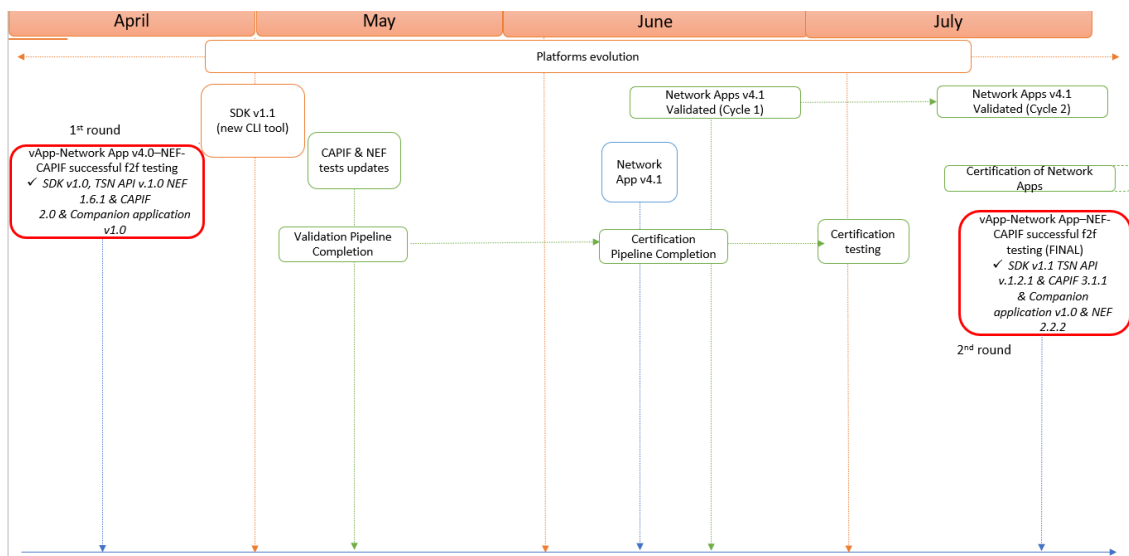 April
May
June
July
Platforms evolution
SDK v1.1
(new CLI tool)
Network Apps v4.1
Validated (Cycle 1)
Network Apps v4.1
Validated (Cycle 2)
1st round
vApp-Network App v4.0–NEF-
CAPIF successful f2f testing
✓ SDK v1.0, TSN API v.1.0 NEF
1.6.1 & CAPIF
2.0 & Companion application
v1.0
CAPIF & NEF
tests updates
Network
App v4.1
Certification of Network
Apps
Validation Pipeline
Completion
Certification
Pipeline Completion
Certification
testing
vApp-Network App–NEF-
CAPIF successful f2f
testing (FINAL)
✓ SDK v1.1 TSN API
v.1.2.1 & CAPIF 3.1.1
& Companion
application v1.0 & NEF
2.2.2
2nd round